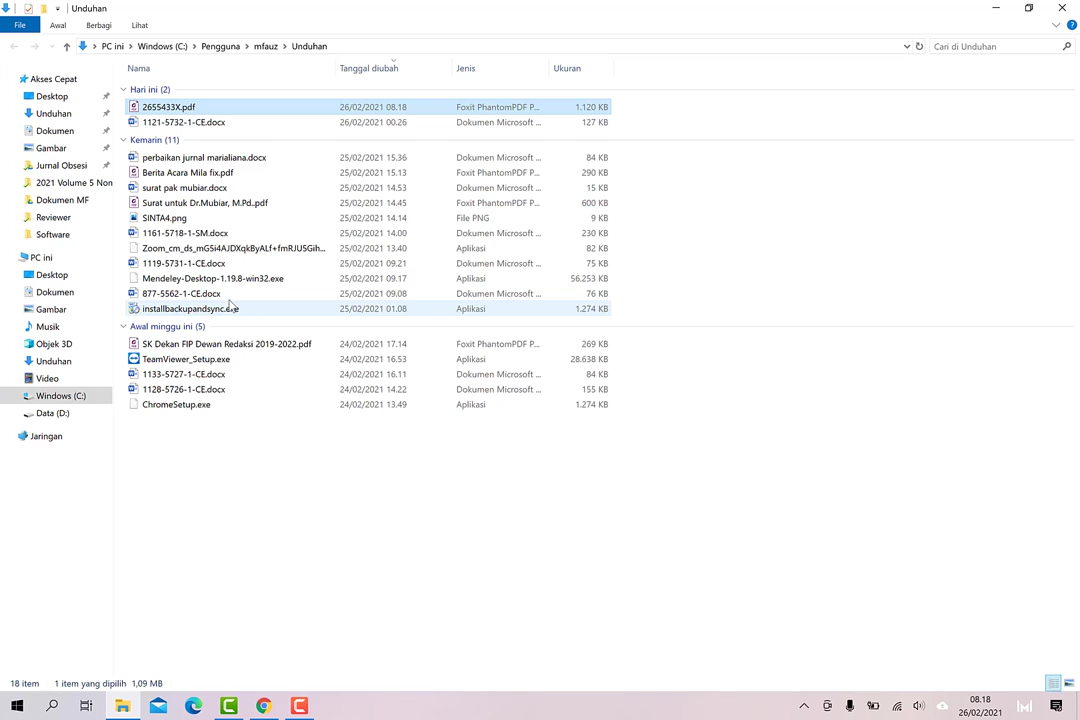 Unduhan
File Awal Berbagi Lihat
PC ini Windows (C:) Pengguna mfauz Unduhan Cari di Unduhan
Nama Tanggal diubah Jenis Ukuran
Akses Cepat
Desktop
Unduhan
Dokumen
Gambar
Jurnal Obsesi
2021 Volume 5 Non
Dokumen MF
Reviewer
Software
PC ini
Desktop
Dokumen
Gambar
Musik
Objek 3D
Unduhan
Video
Windows (C:)
Data (D:)
Jaringan
Hari ini (2)
2655433X.pdf 26/02/2021 08.18 Foxit PhantomPDF P... 1.120 KB
1121-5732-1-CE.docx 26/02/2021 00.26 Dokumen Microsoft ... 127 KB
Kemarin (11)
perbaikan jurnal marialiana.docx 25/02/2021 15.36 Dokumen Microsoft ... 84 KB
Berita Acara Mila fix.pdf 25/02/2021 15.13 Foxit PhantomPDF P... 290 KB
surat pak mubiar.docx 25/02/2021 14.53 Dokumen Microsoft ... 15 KB
Surat untuk Dr.Mubiar, M.Pd..pdf 25/02/2021 14.45 Foxit PhantomPDF P... 600 KB
SINTA4.png 25/02/2021 14.14 File PNG 9 KB
1161-5718-1-SM.docx 25/02/2021 14.00 Dokumen Microsoft ... 230 KB
Zoom_cm_ds_mG5i4AJDXqkByALf+fmRJU5Gih... 25/02/2021 13.40 Aplikasi 82 KB
1119-5731-1-CE.docx 25/02/2021 09.21 Dokumen Microsoft ... 75 KB
Mendeley-Desktop-1.19.8-win32.exe 25/02/2021 09.17 Aplikasi 56.253 KB
877-5562-1-CE.docx 25/02/2021 09.08 Dokumen Microsoft ... 76 KB
installbackupandsync.exe 25/02/2021 01.08 Aplikasi 1.274 KB
Awal minggu ini (5)
SK Dekan FIP Dewan Redaksi 2019-2022.pdf 24/02/2021 17.14 Foxit PhantomPDF P... 269 KB
TeamViewer_Setup.exe 24/02/2021 16.53 Aplikasi 28.638 KB
1133-5727-1-CE.docx 24/02/2021 16.11 Dokumen Microsoft ... 84 KB
1128-5726-1-CE.docx 24/02/2021 14.22 Dokumen Microsoft ... 155 KB
ChromeSetup.exe 24/02/2021 13.49 Aplikasi 1.274 KB
18 item 1 item yang dipilih 1,09 MB
08.18
26/02/2021